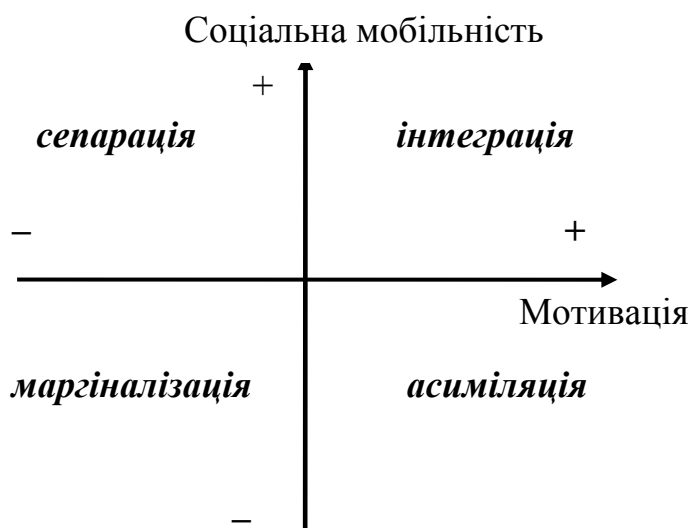 Соціальна мобільність
+
сепарація інтеграція
– +
Мотивація
маргіналізація асиміляція
–